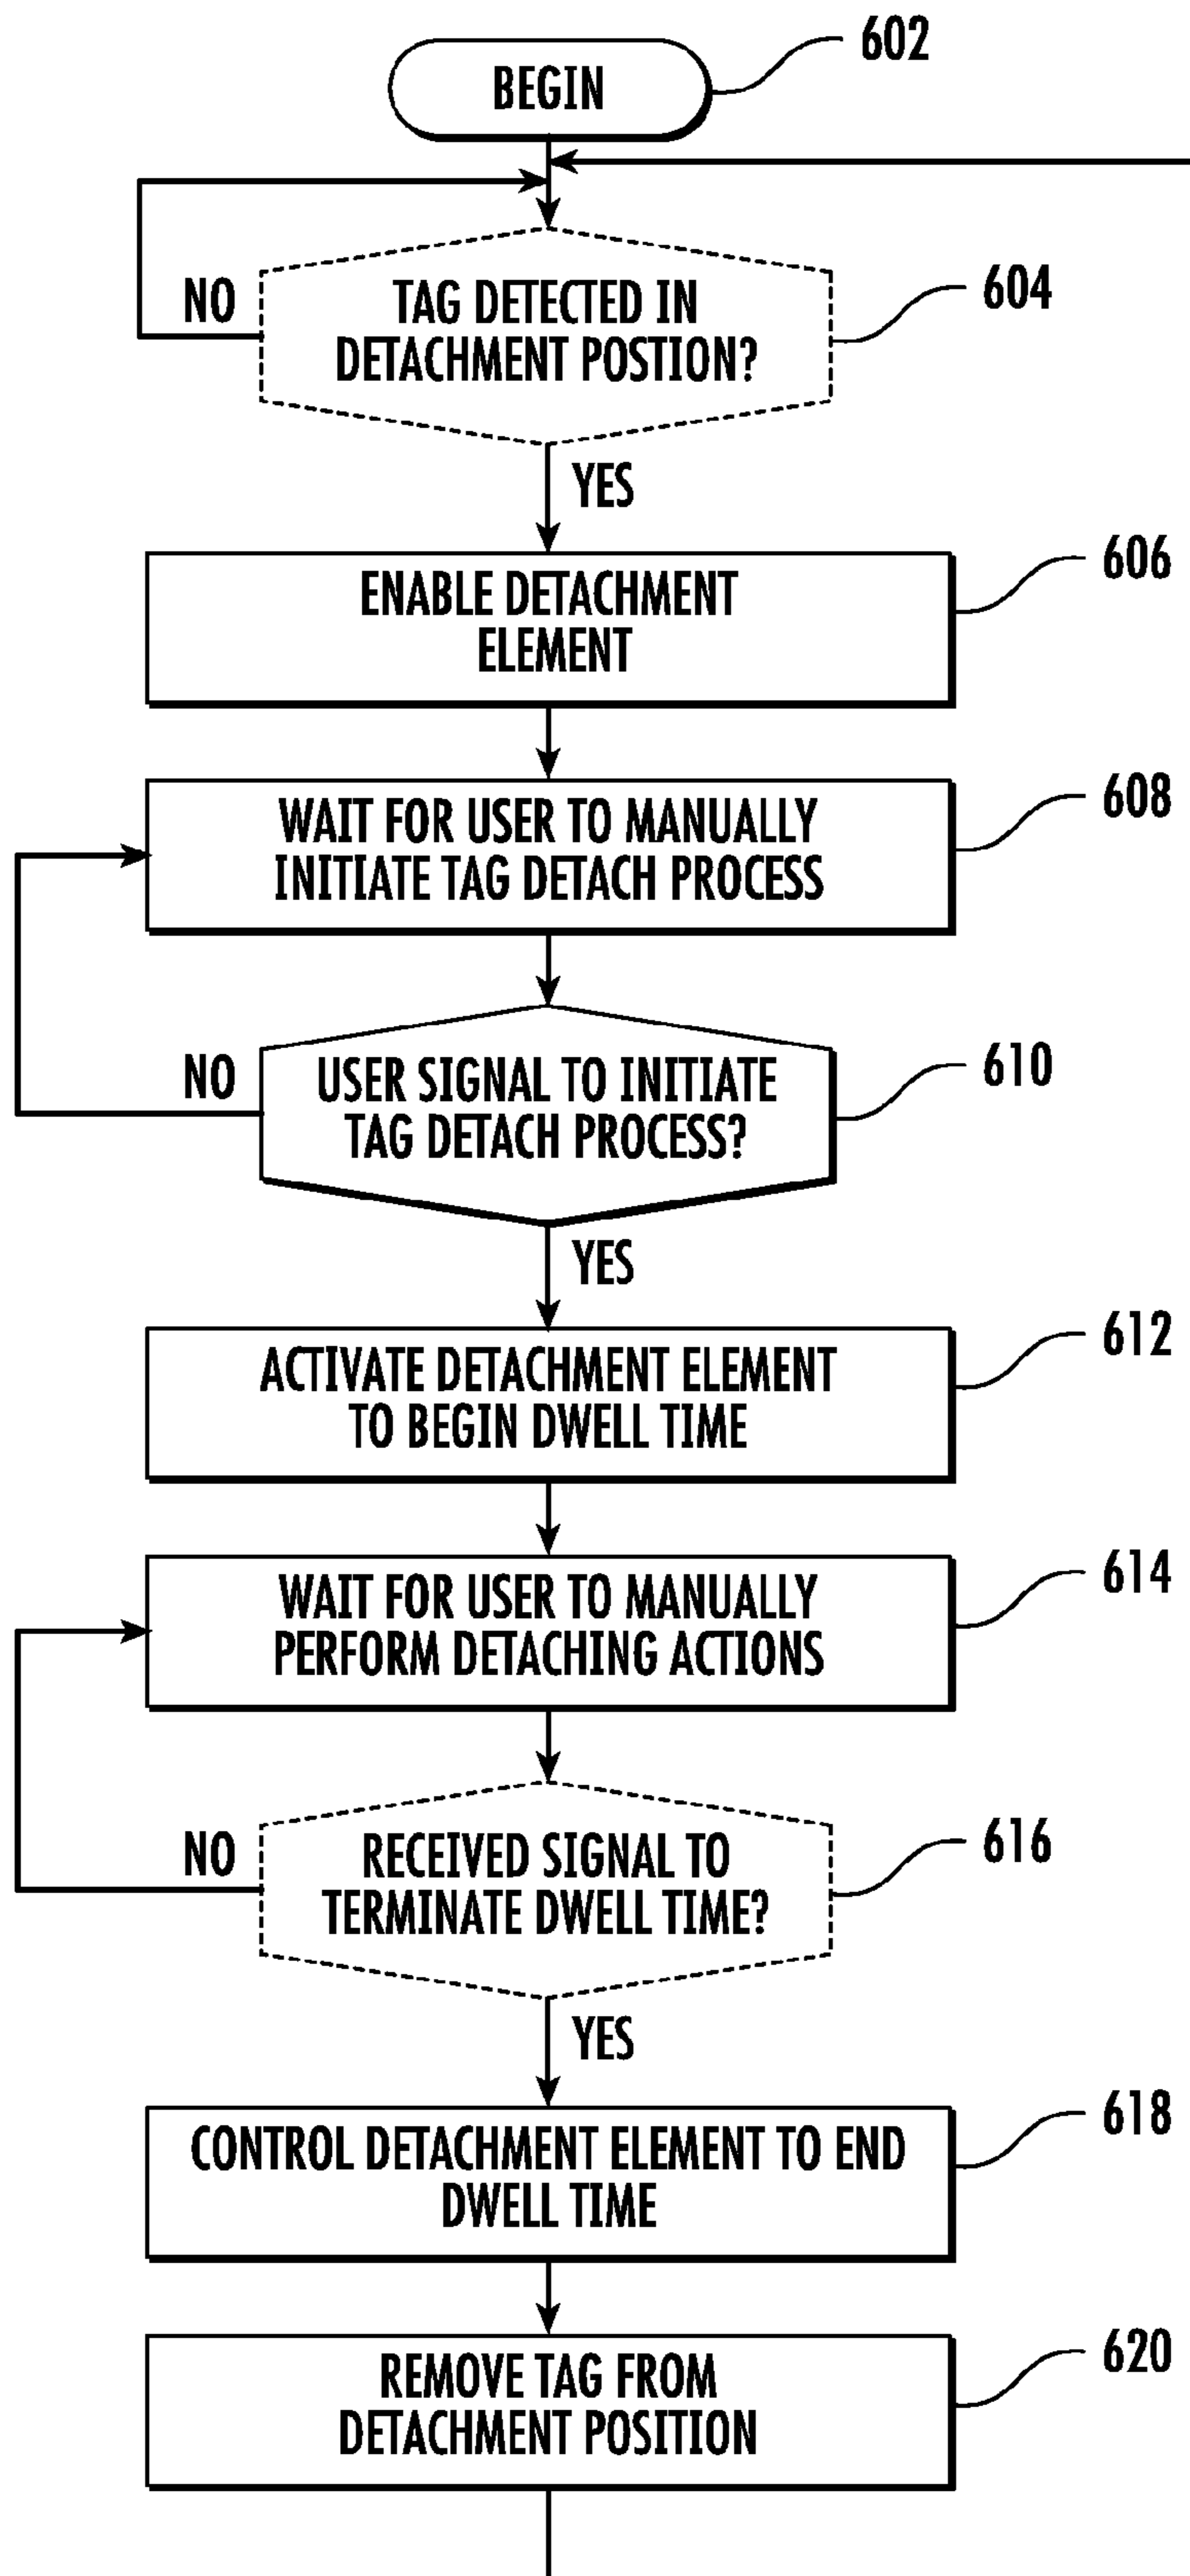 602
BEGIN
604
TAG DETECTED IN
DETACHMENT POSTION?
NO
YES
606
ENABLE DETACHMENT
ELEMENT
608
WAIT FOR USER TO MANUALLY
INITIATE TAG DETACH PROCESS
610
USER SIGNAL TO INITIATE
TAG DETACH PROCESS?
NO
YES
612
ACTIVATE DETACHMENT ELEMENT
TO BEGIN DWELL TIME
614
WAIT FOR USER TO MANUALLY
PERFORM DETACHING ACTIONS
616
RECEIVED SIGNAL TO
TERMINATE DWELL TIME?
NO
YES
618
CONTROL DETACHMENT ELEMENT TO END
DWELL TIME
620
REMOVE TAG FROM
DETACHMENT POSITION